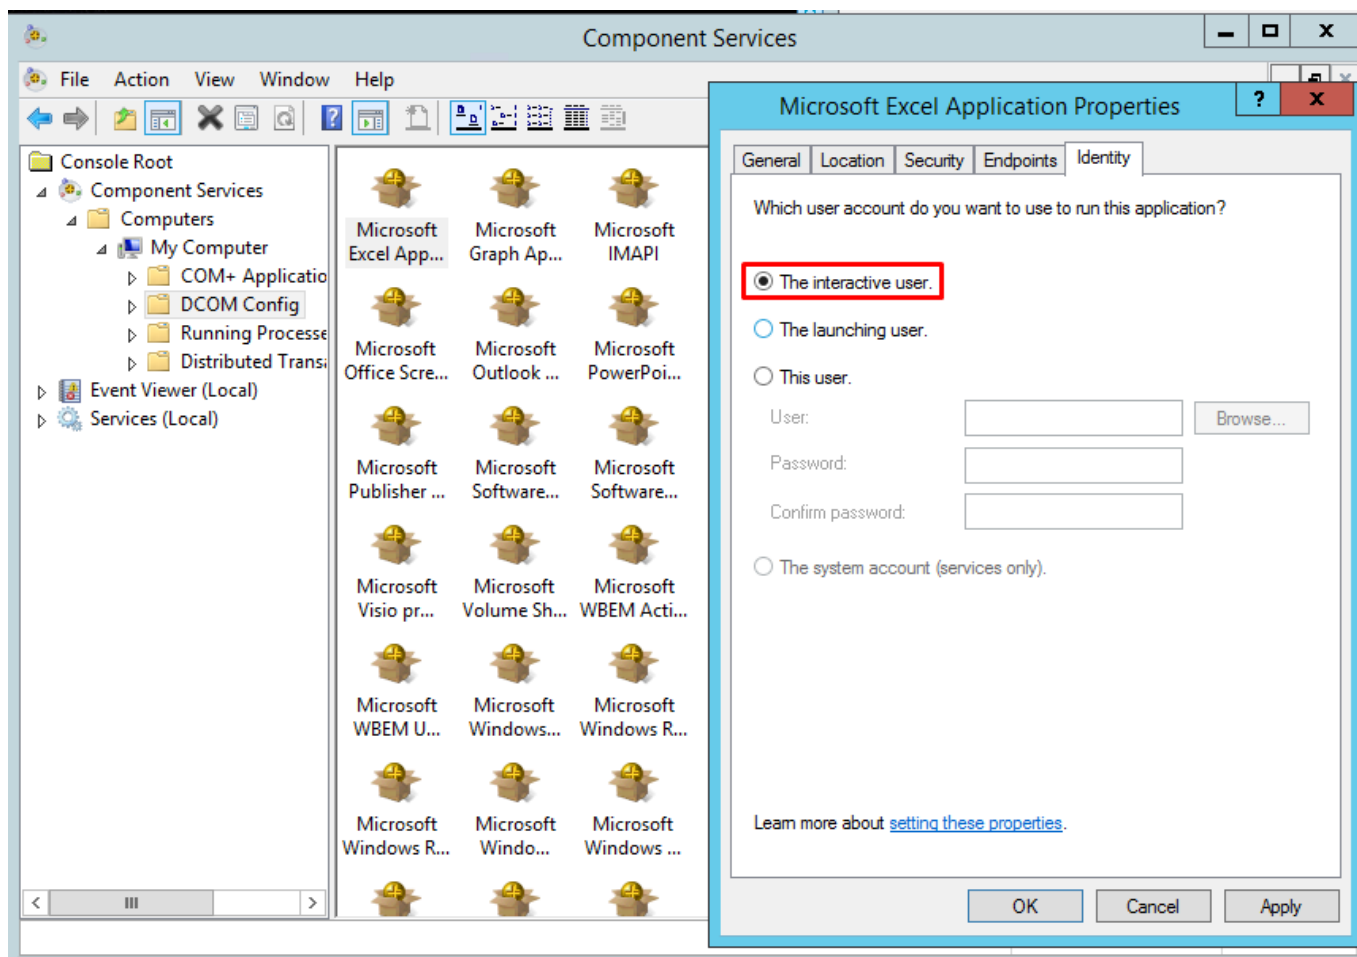 Component Services
File Action View Window Help
Console Root
Component Services
Computers
My Computer
COM+ Applicatio
DCOM Config
Running Processe
Distributed Trans
Event Viewer (Local)
Services (Local)
Microsoft Microsoft Microsoft
Excel App... Graph Ap... IMAPI
Microsoft Microsoft Microsoft
Office Scre... Outlook ... PowerPoi...
Microsoft Microsoft Microsoft
Publisher ... Software... Software...
Microsoft Microsoft Microsoft
Visio pr... Volume Sh... WBEM Acti...
Microsoft Microsoft Microsoft
WBEM U... Windows... Windows R...
Microsoft Microsoft Microsoft
Windows R... Windo... Windows ...
Microsoft Excel Application Properties
General Location Security Endpoints Identity
Which user account do you want to use to run this application?
The interactive user.
The launching user.
This user.
User:
Browse...
Password:
Confirm password:
The system account (services only).
Learn more about setting these properties.
OK Cancel Apply